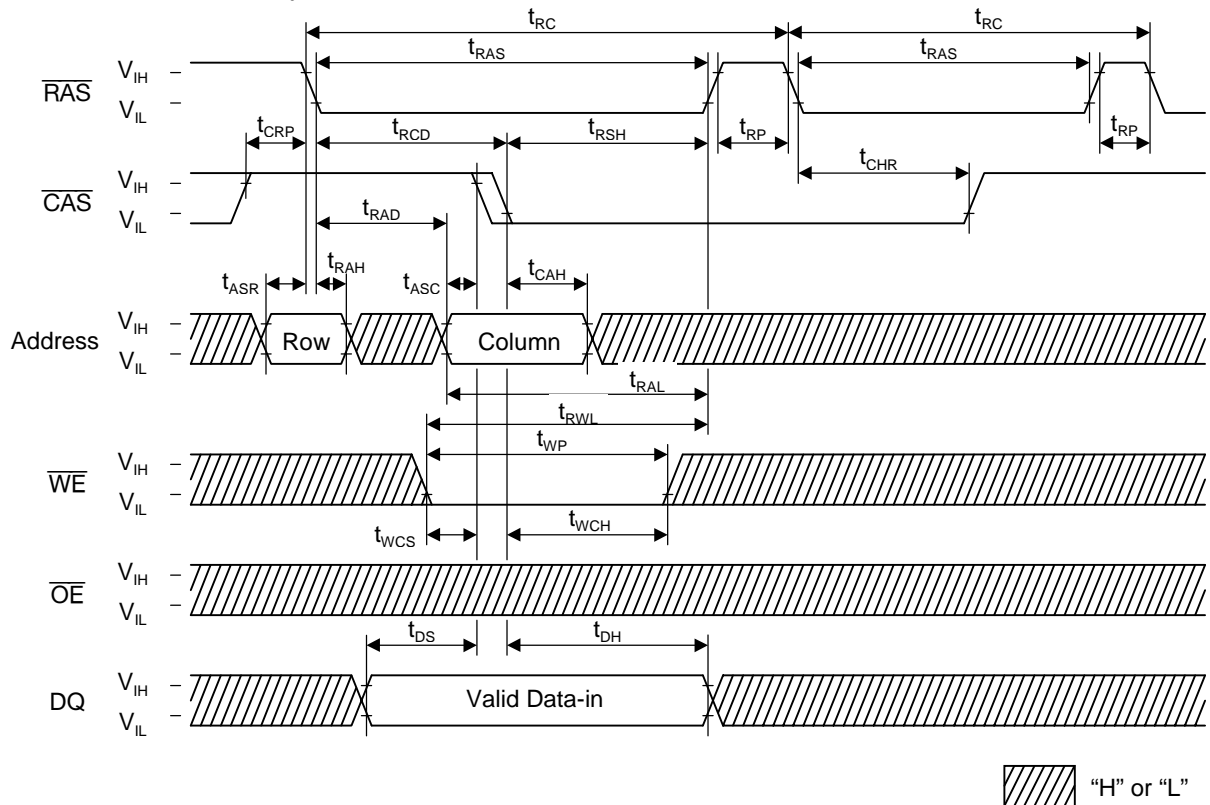 tRC tRC
tRAS tRAS
RAS VIH VIL
tCRP tRCD tRSH tRP tCHR tRP
CAS VIH VIL
tRAD
tASR tRAH tASC tCAH
Address VIH VIL Row Column
tRAL
tRWL
tWP
WE VIH VIL
tWCS tWCH
OE VIH VIL
tDS tDH
DQ VIH VIL Valid Data-in
“H” or “L”